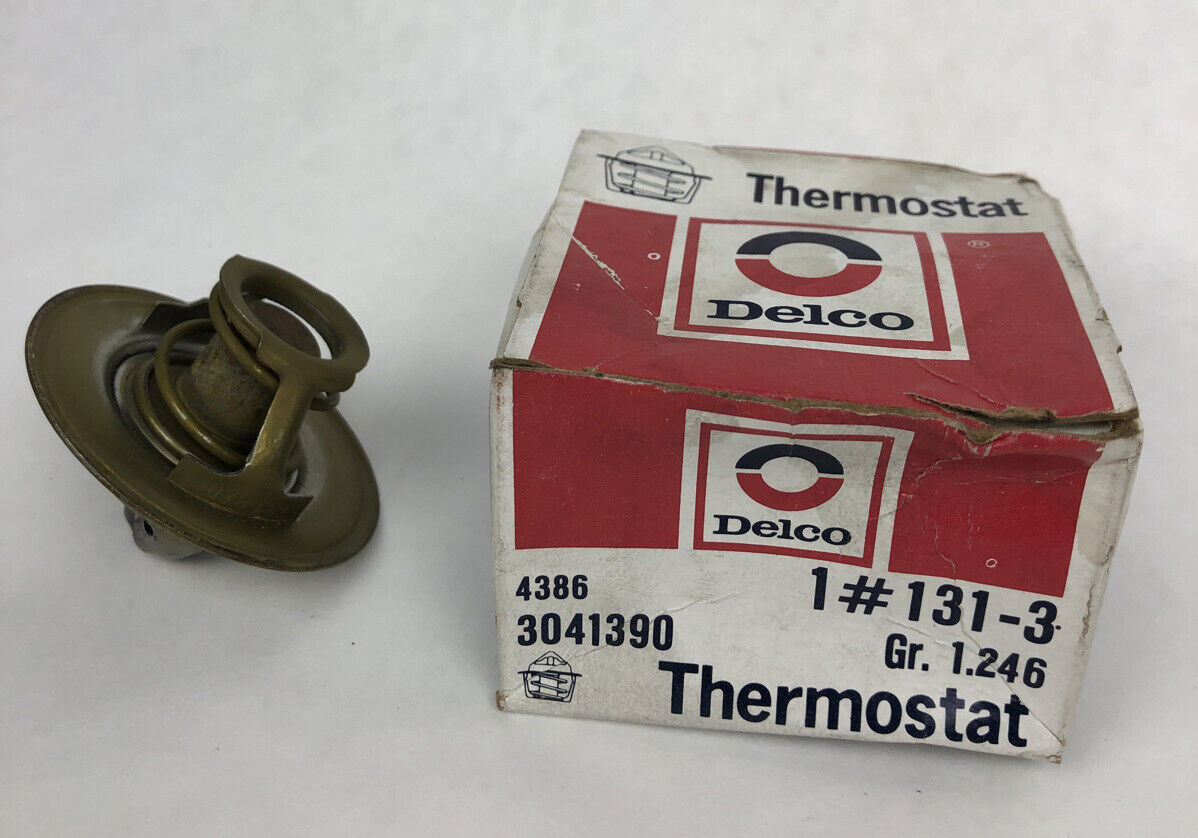 Thermostat
®
Delco
Delco
4386
1#131-3
3041390
Gr. 1.246
Thermostat